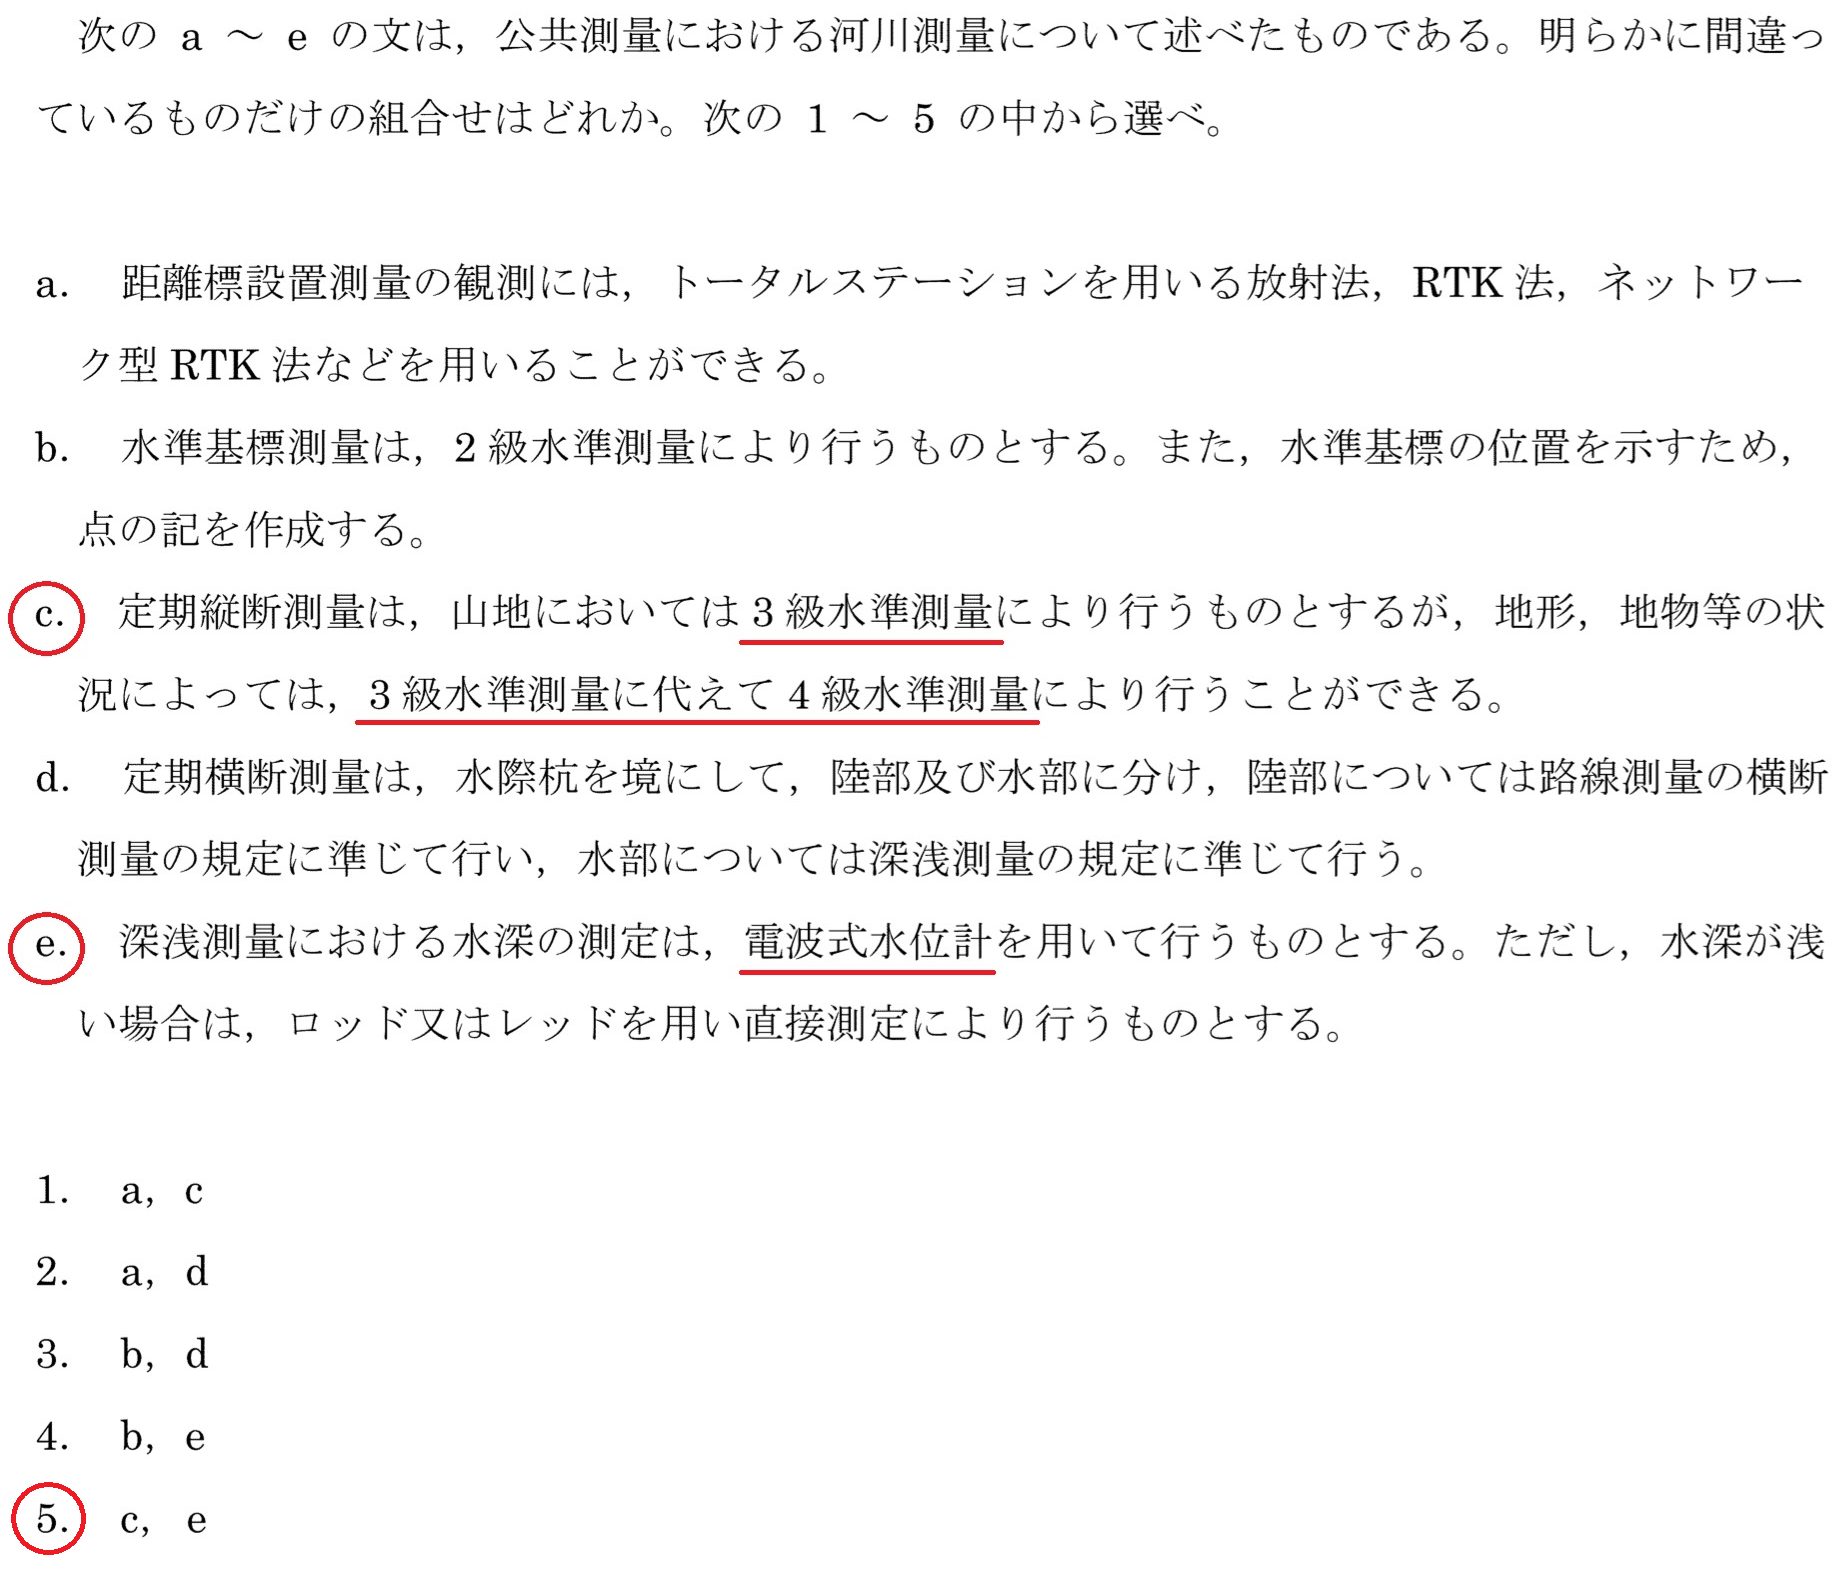 次の a ～ e の文は，公共測量における河川測量について述べたものである。明らかに間違っ
ているものだけの組合せはどれか。次の 1 ～ 5 の中から選べ。
a． 距離標設置測量の観測には，トータルステーションを用いる放射法，RTK 法，ネットワー
ク型 RTK 法などを用いることができる。
b． 水準基標測量は，2 級水準測量により行うものとする。また，水準基標の位置を示すため，
点の記を作成する。
c． 定期縦断測量は，山地においては 3 級水準測量により行うものとするが，地形，地物等の状
況によっては，3 級水準測量に代えて 4 級水準測量により行うことができる。
d． 定期横断測量は，水際杭を境にして，陸部及び水部に分け，陸部については路線測量の横断
測量の規定に準じて行い，水部については深浅測量の規定に準じて行う。
e． 深浅測量における水深の測定は，電波式水位計を用いて行うものとする。ただし，水深が浅
い場合は，ロッド又はレッドを用い直接測定により行うものとする。
1． a，c
2． a，d
3． b，d
4． b，e
5． c，e